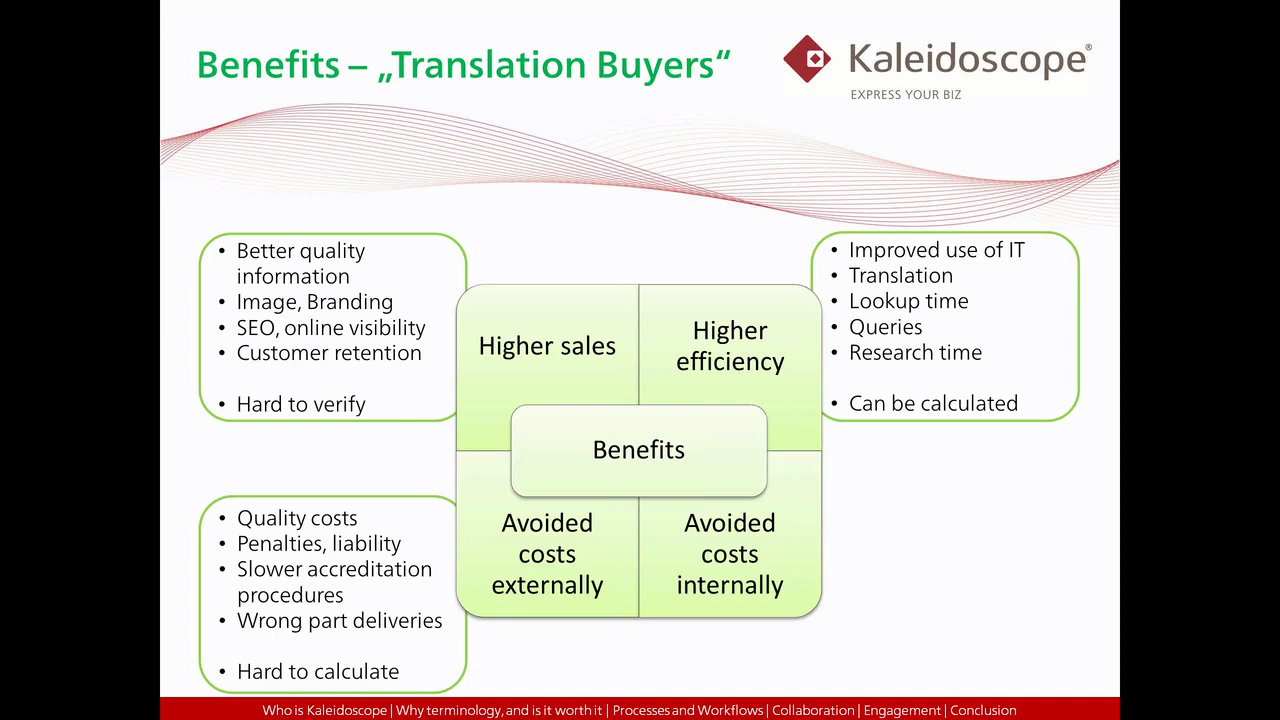 Benefits – „Translation Buyers“
Kaleidoscope®
EXPRESS YOUR BIZ
• Better quality
information
• Image, Branding
• SEO, online visibility
• Customer retention
• Hard to verify
• Improved use of IT
• Translation
• Lookup time
• Queries
• Research time
• Can be calculated
Higher sales
Higher
efficiency
Benefits
Avoided
costs
externally
Avoided
costs
internally
• Quality costs
• Penalties, liability
• Slower accreditation
procedures
• Wrong part deliveries
• Hard to calculate
Who is Kaleidoscope | Why terminology, and is it worth it | Processes and Workflows | Collaboration | Engagement | Conclusion